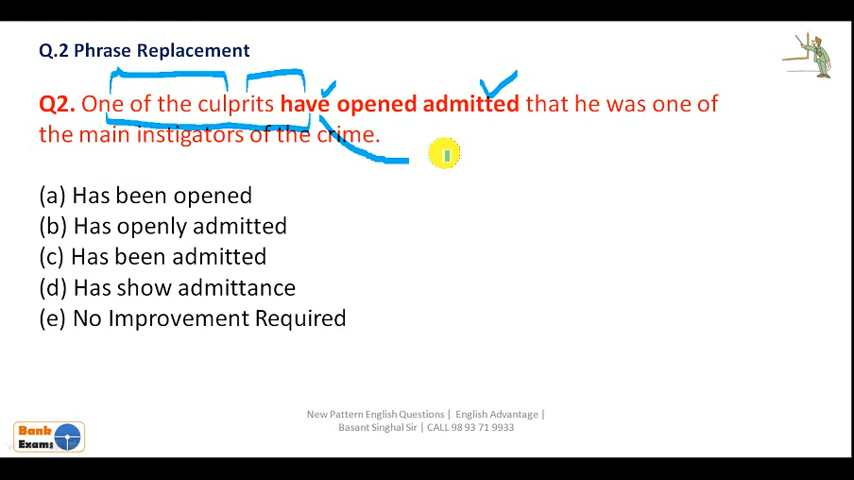 Q.2 Phrase Replacement
Q2. One of the culprits have opened admitted that he was one of
the main instigators of the crime.
(a) Has been opened
(b) Has openly admitted
(c) Has been admitted
(d) Has show admittance
(e) No Improvement Required
New Pattern English Questions | English Advantage |
Basant Singhal Sir | CALL 98 93 71 9933
Bank
Exams